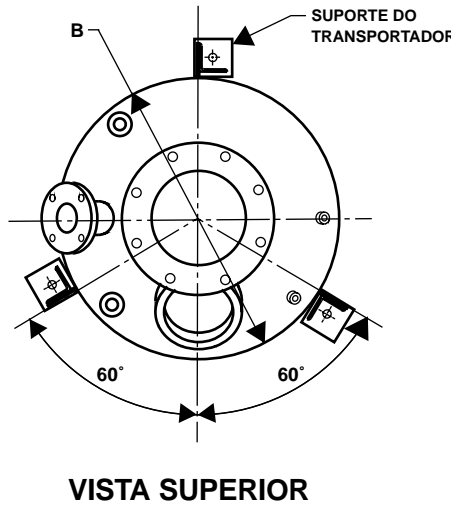 B
SUPORTE DO
TRANSPORTADOR
60°
60°
VISTA SUPERIOR